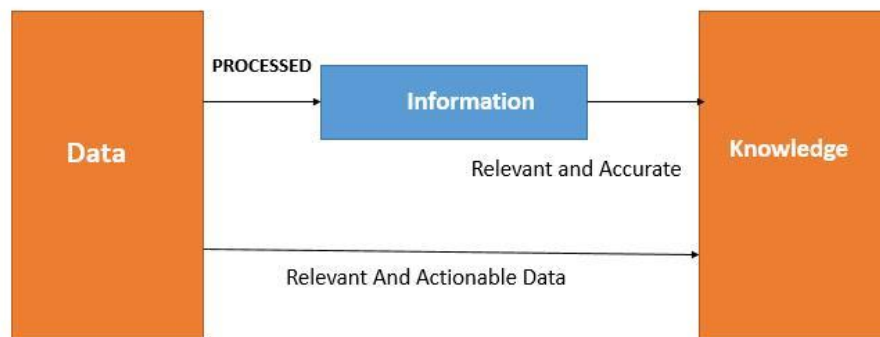 PROCESSED
Information
Data
Knowledge
Relevant and Accurate
Relevant And Actionable Data